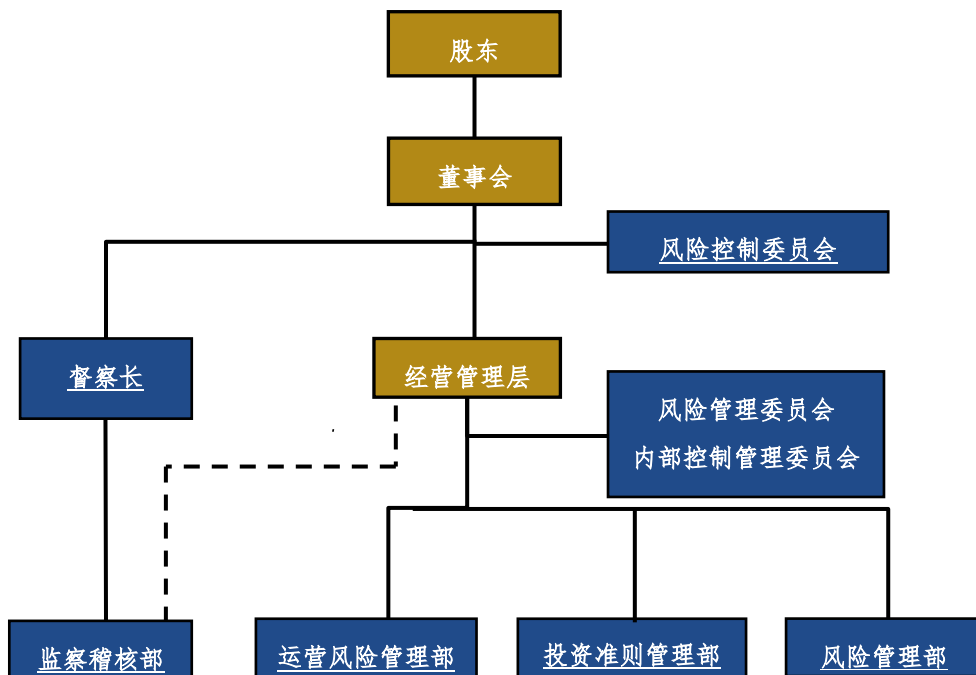 股东
董事会
风险控制委员会
督察长
经营管理层
风险管理委员会
内部控制管理委员会
监察稽核部
运营风险管理部
投资准则管理部
风险管理部